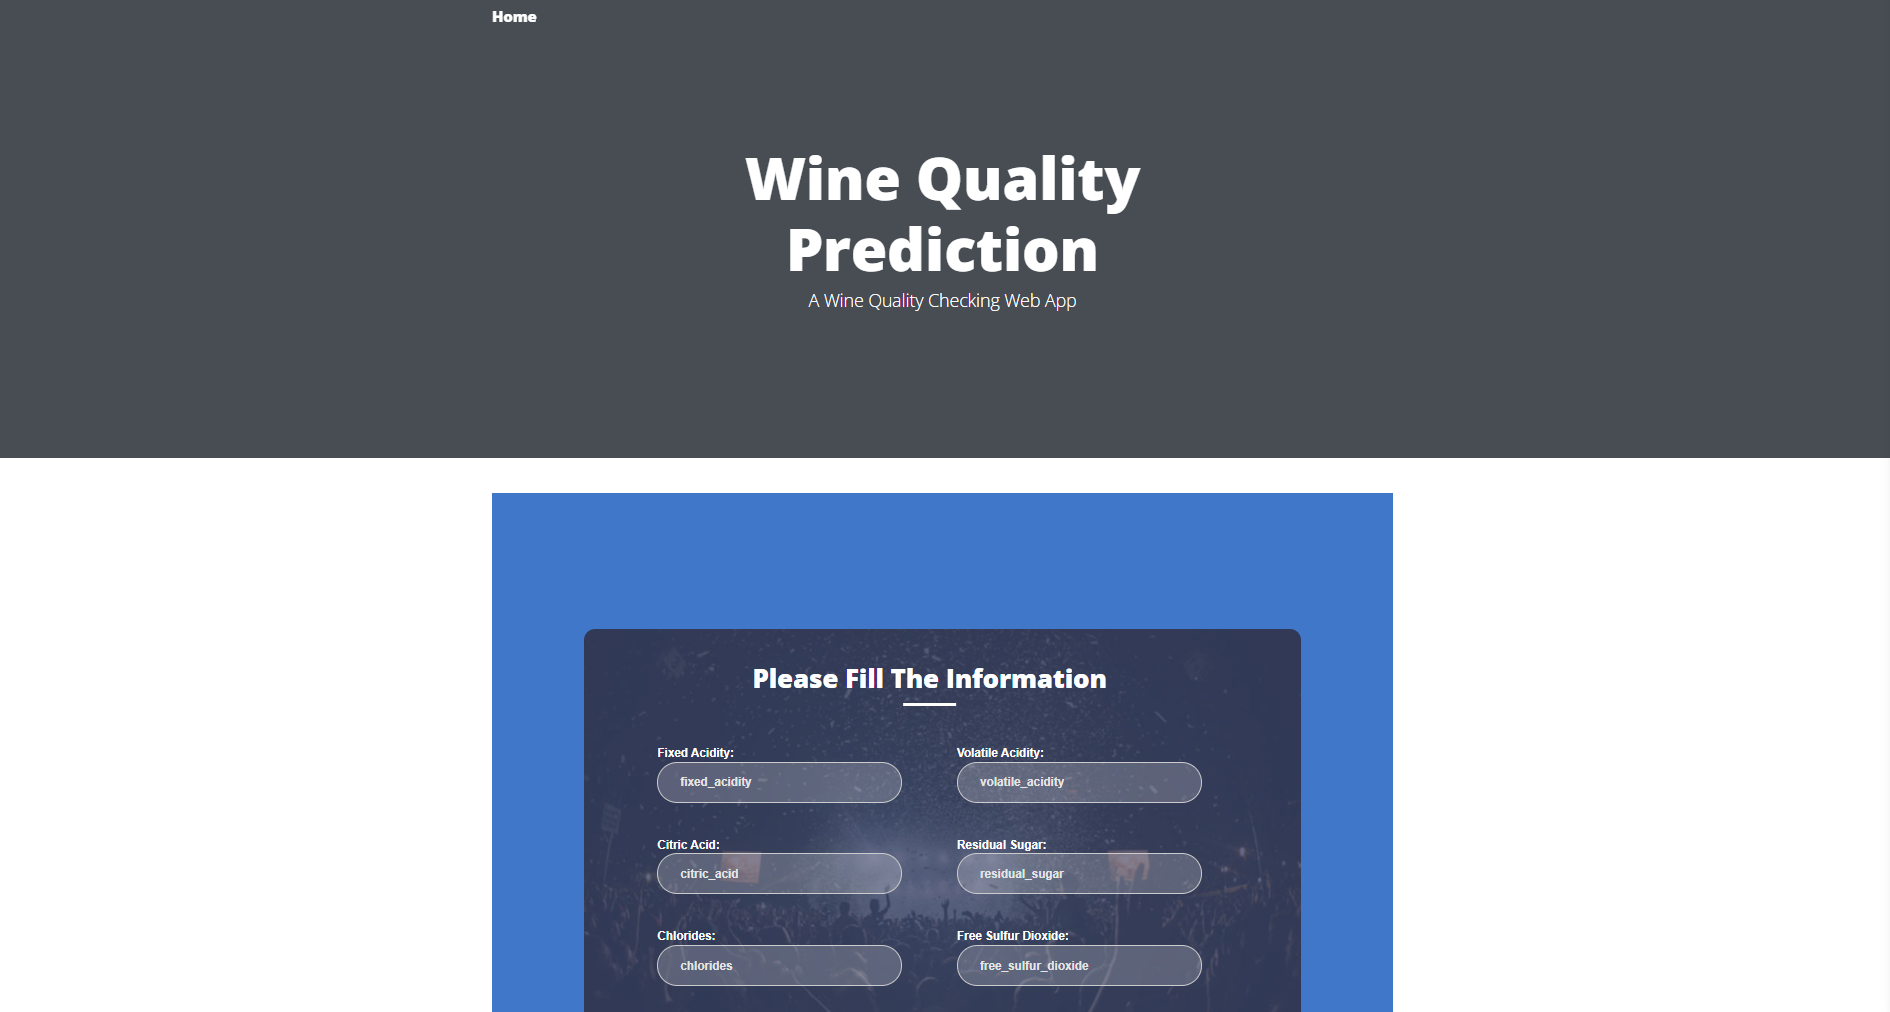 Home
Wine Quality
Prediction
A Wine Quality Checking Web App
Please Fill The Information
Fixed Acidity:
Volatile Acidity:
fixed_acidity
volatile_acidity
Citric Acid:
Residual Sugar:
citric_acid
residual_sugar
Chlorides:
Free Sulfur Dioxide:
chlorides
free_sulfur_dioxide